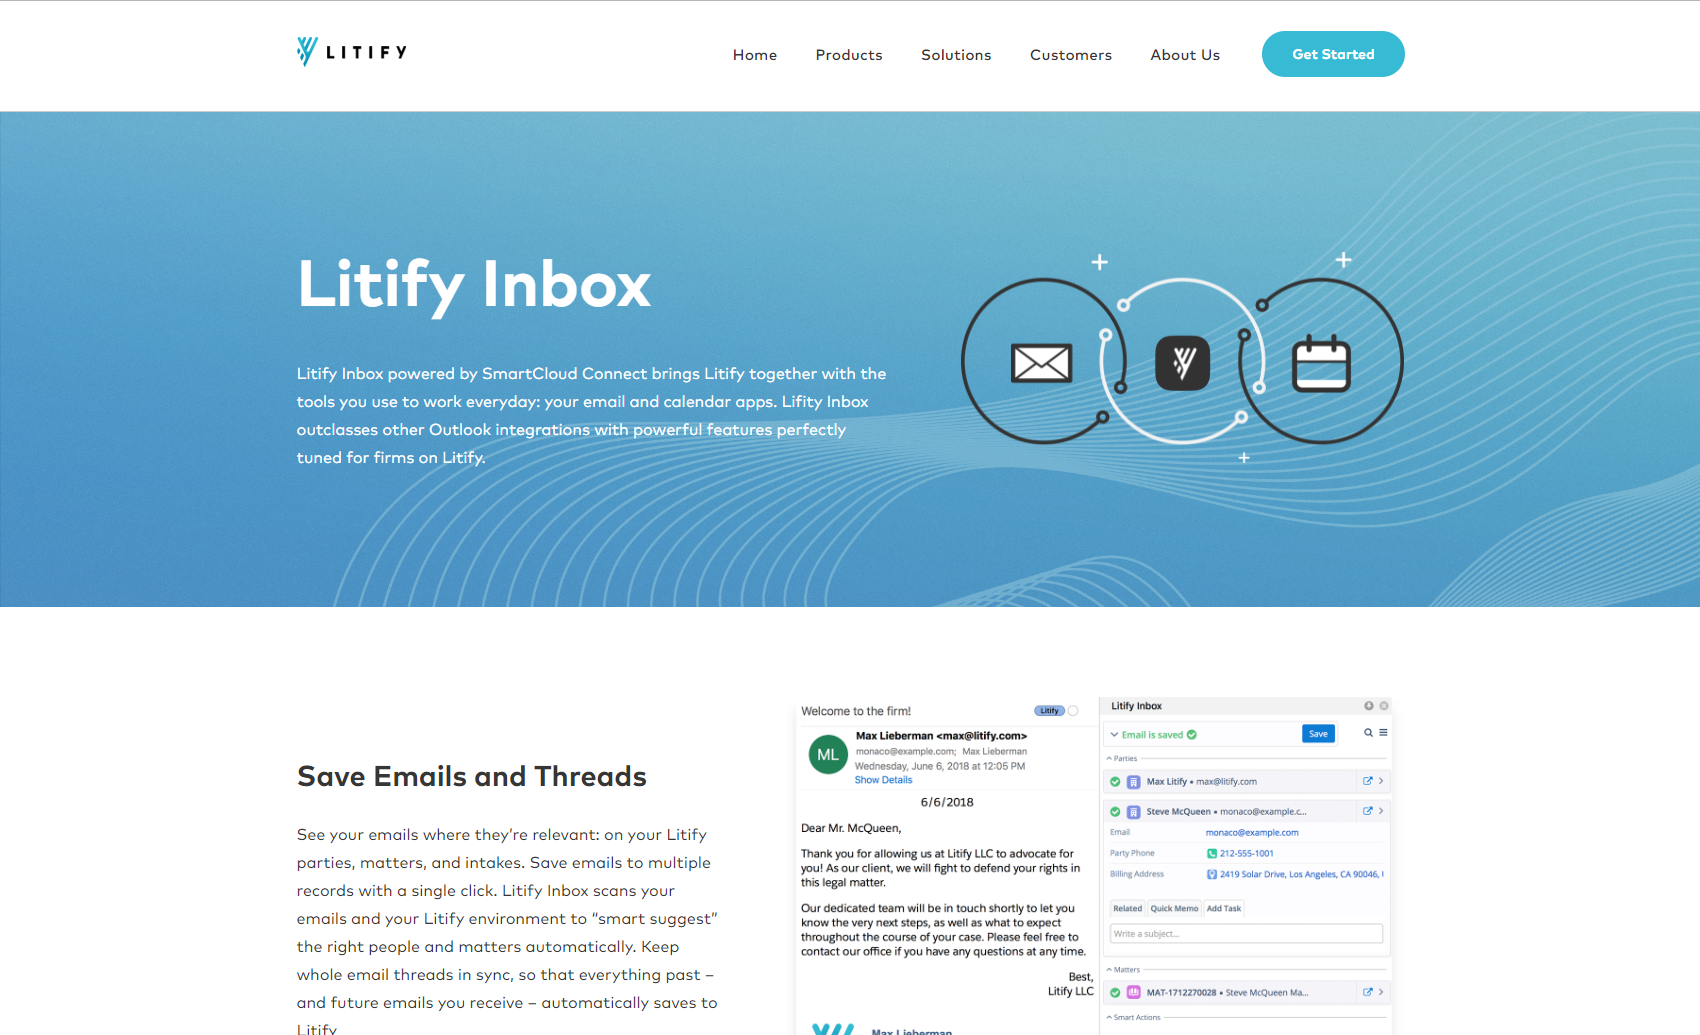 LITIFY
Home
Products
Solutions
Customers
About Us
Get Started
Litify Inbox
Litify Inbox powered by SmartCloud Connect brings Litify together with the
tools you use to work everyday: your email and calendar apps. Lifity Inbox
outclasses other Outlook integrations with powerful features perfectly
tuned for firms on Litify.
Save Emails and Threads
See your emails where they’re relevant: on your Litify
parties, matters, and intakes. Save emails to multiple
records with a single click. Litify Inbox scans your
emails and your Litify environment to “smart suggest”
the right people and matters automatically. Keep
whole email threads in sync, so that everything past –
and future emails you receive – automatically saves to
Litify
Welcome to the firm!
Litify
ML
Max Lieberman <max@litify.com>
monaco@example.com; Max Lieberman
Wednesday, June 6, 2018 at 12:05 PM
Show Details
6/6/2018
Dear Mr. McQueen,
Thank you for allowing us at Litify LLC to advocate for
you! As our client, we will fight to defend your rights in
this legal matter.
Our dedicated team will be in touch shortly to let you
know the very next steps, as well as what to expect
throughout the course of your case. Please feel free to
contact our office if you have any questions at any time.
Best,
Litify LLC
Max Lieberman
Litify Inbox
Email is saved
Save
Parties
Max Litify • max@litify.com
Steve McQueen • monaco@example.c...
Email monaco@example.com
Party Phone 212-555-1001
Billing Address 2419 Solar Drive, Los Angeles, CA 90046,
Related Quick Memo Add Task
Write a subject...
Matters
MAT-1712270028 • Steve McQueen Ma...
Smart Actions